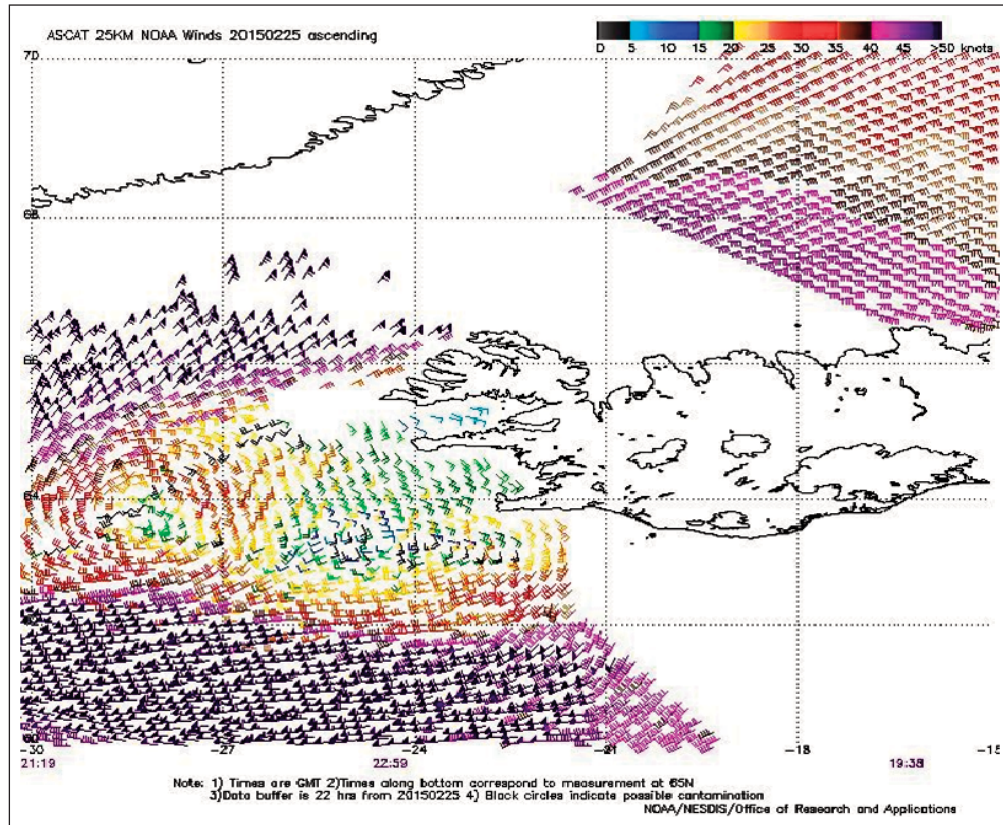 ASCAT 25KM NOAA Winds 20150225 ascending
0 5 10 15 20 25 30 35 40 45 >50 knots
70
68
66
64
60
-30 -27 -24 -21 -18 -15
21:19 22:59 19:38
Note: 1) Times are GMT 2)Times along bottom correspond to measurement at 65N
3)Data buffer is 22 hrs from 20150225 4) Black circles indicate possible contamination
NOAA/NESDIS/Office of Research and Applications